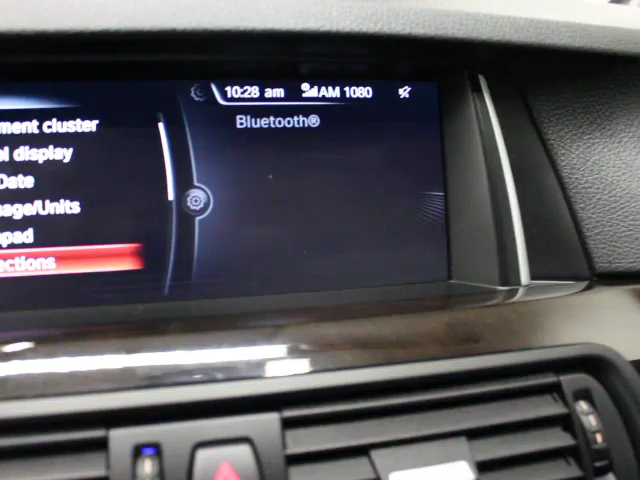 10:28 am AM 1080
Bluetooth®
ment cluster
ol display
Date
age/Units
pad
ections